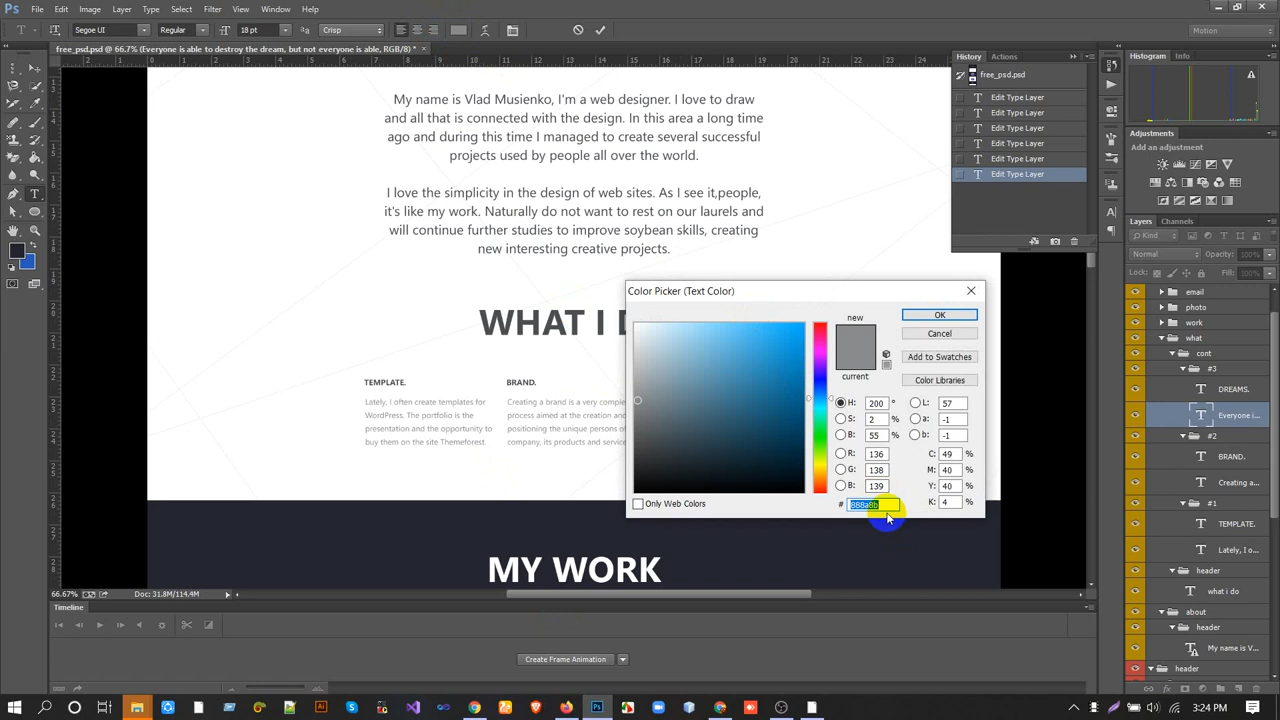 Ps File Edit Image Layer Type Select Filter View Window Help
Segoe UI Regular 18 pt aa Crisp Motion
free_psd.psd @ 66.7% (Everyone is able to destroy the dream, but not everyone is able, RGB/8) * ×
My name is Vlad Musienko, I'm a web designer. I love to draw
and all that is connected with the design. In this area a long time
ago and during this time I managed to create several successful
projects used by people all over the world.
I love the simplicity in the design of web sites. As I see it,people,
it's like my work. Naturally do not want to rest on our laurels and
will continue further studies to improve soybean skills, creating
new interesting creative projects.
WHAT I D
TEMPLATE.
Lately, I often create templates for
WordPress. The portfolio is the
presentation and the opportunity to
buy them on the site Themeforest.
BRAND.
Creating a brand is a very comple
process aimed at the creation and
positioning the unique persons of
company, its products and service
MY WORK
Color Picker (Text Color)
new
current
OK
Cancel
Add to Swatches
Color Libraries
H: 200 °
S: 2 %
B: 55 %
R: 136
G: 138
B: 139
L: 57
a: -1
b: -1
C: 49 %
M: 40 %
Y: 40 %
K: 4 %
# 888a8b
Only Web Colors
History Actions
free_psd.psd
Edit Type Layer
Edit Type Layer
Edit Type Layer
Edit Type Layer
Edit Type Layer
Edit Type Layer
Histogram Info
Adjustments
Add an adjustment
Layers Channels
Kind
Normal Opacity: 100%
Lock: Fill: 100%
email
photo
work
what
cont
#3
DREAMS.
Everyone i...
#2
BRAND.
Creating a...
#1
TEMPLATE.
Lately, I o...
header
what i do
about
header
My name is V...
header
66.67% Doc: 31.8M/114.4M
Timeline
Create Frame Animation
3:24 PM